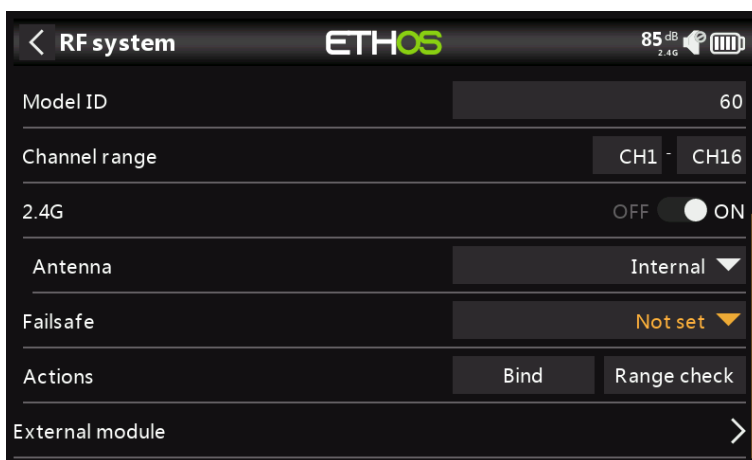 RF system ETHOS 85 dB 2.4G
Model ID 60
Channel range CH1 - CH16
2.4G OFF ON
Antenna Internal
Failsafe Not set
Actions Bind Range check
External module